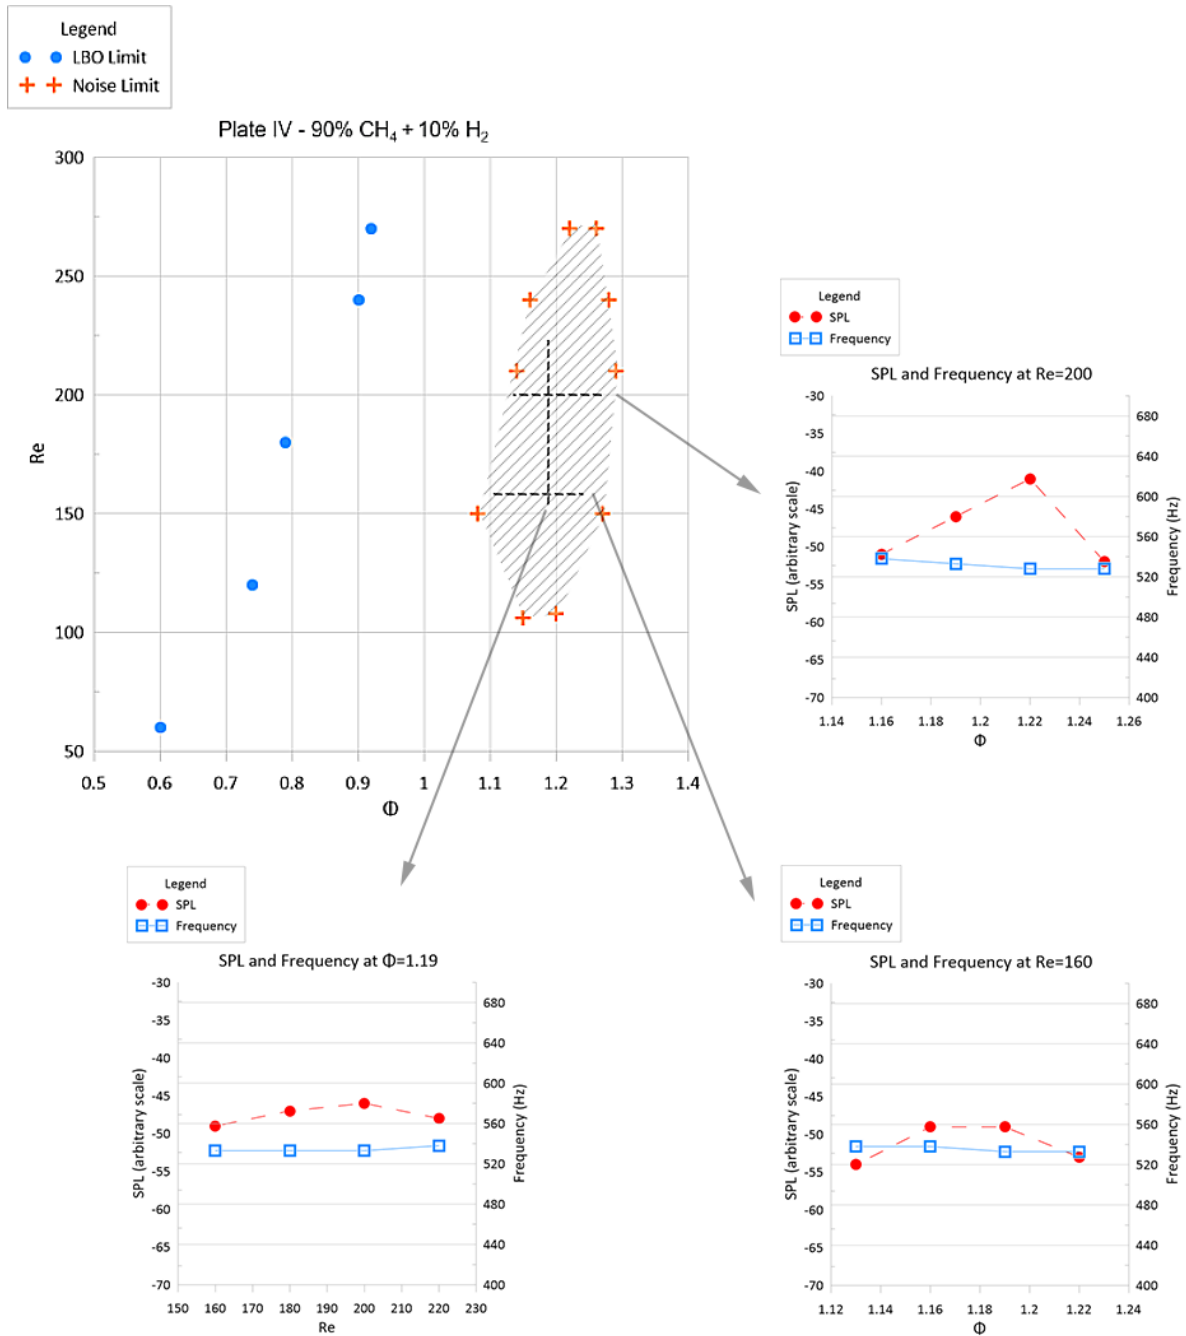 Legend
LBO Limit
Noise Limit
Plate IV - 90% CH₄ + 10% H₂
300
250
200
150
100
50
Re
0.5 0.6 0.7 0.8 0.9 1 1.1 1.2 1.3 1.4
Φ
Legend
SPL
Frequency
SPL and Frequency at Re=200
-30
-35
-40
-45
-50
-55
-60
-65
-70
SPL (arbitrary scale)
680
640
600
560
520
480
440
400
Frequency (Hz)
1.14 1.16 1.18 1.2 1.22 1.24 1.26
Φ
Legend
SPL
Frequency
SPL and Frequency at Φ=1.19
-30
-35
-40
-45
-50
-55
-60
-65
-70
SPL (arbitrary scale)
680
640
600
560
520
480
440
400
Frequency (Hz)
150 160 170 180 190 200 210 220 230
Re
Legend
SPL
Frequency
SPL and Frequency at Re=160
-30
-35
-40
-45
-50
-55
-60
-65
-70
SPL (arbitrary scale)
680
640
600
560
520
480
440
400
Frequency (Hz)
1.12 1.14 1.16 1.18 1.2 1.22 1.24
Φ